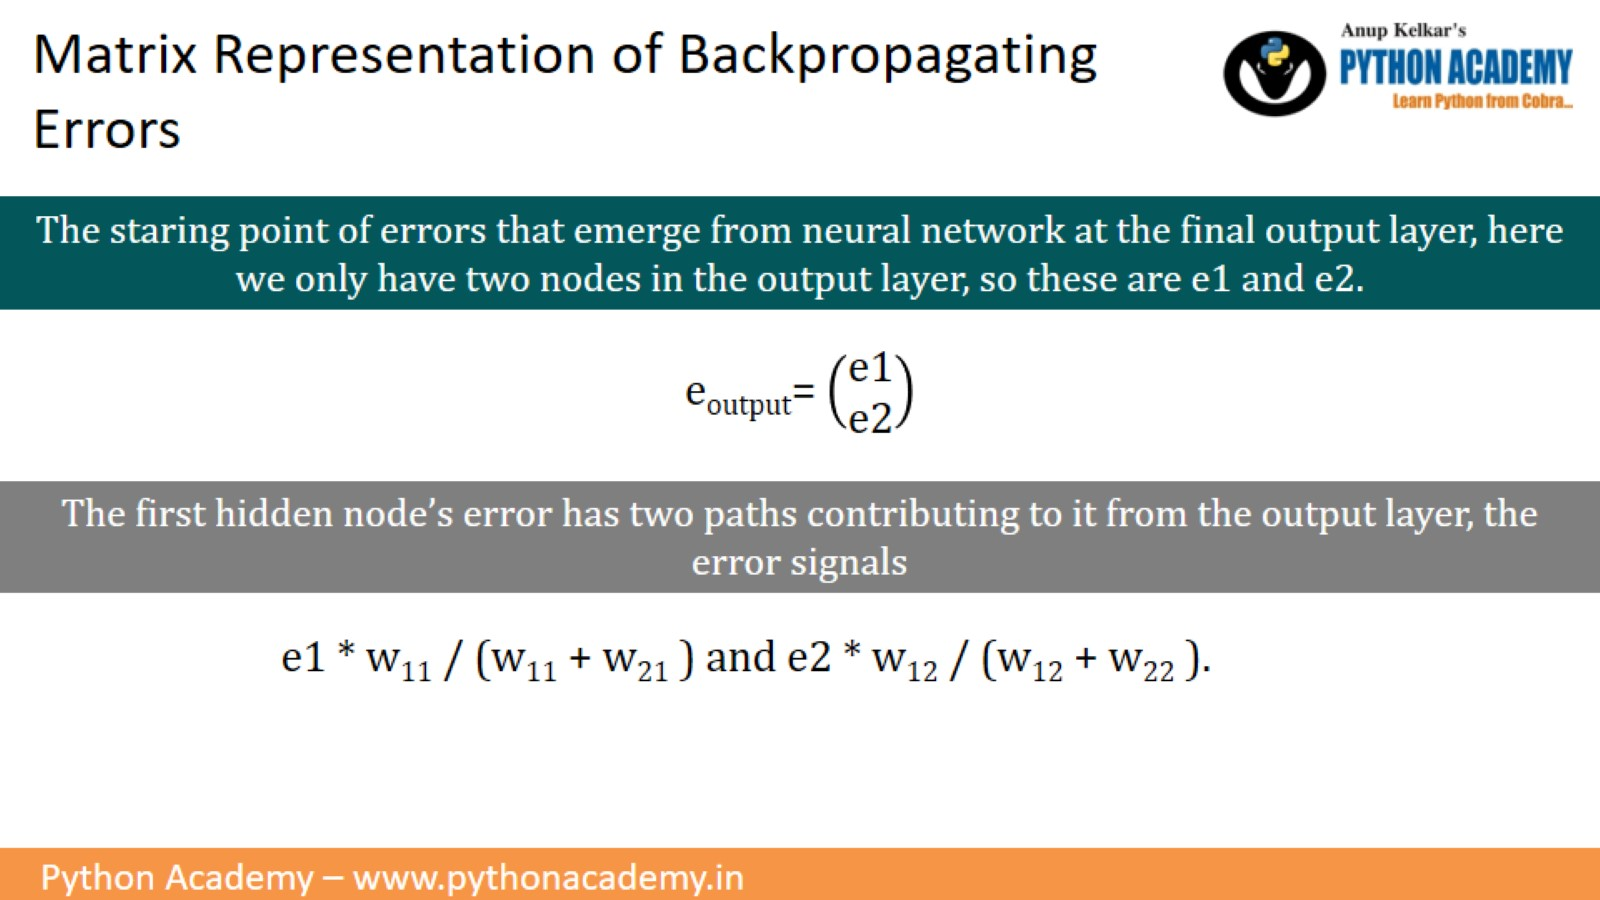 Matrix Representation of Backpropagating
Errors
Anup Kelkar's
PYTHON ACADEMY
Learn Python from Cobra...
The staring point of errors that emerge from neural network at the final output layer, here
we only have two nodes in the output layer, so these are e1 and e2.
e_output= (e1
e2)
The first hidden node’s error has two paths contributing to it from the output layer, the
error signals
e1 * w₁₁ / (w₁₁ + w₂₁ ) and e2 * w₁₂ / (w₁₂ + w₂₂ ).
Python Academy – www.pythonacademy.in